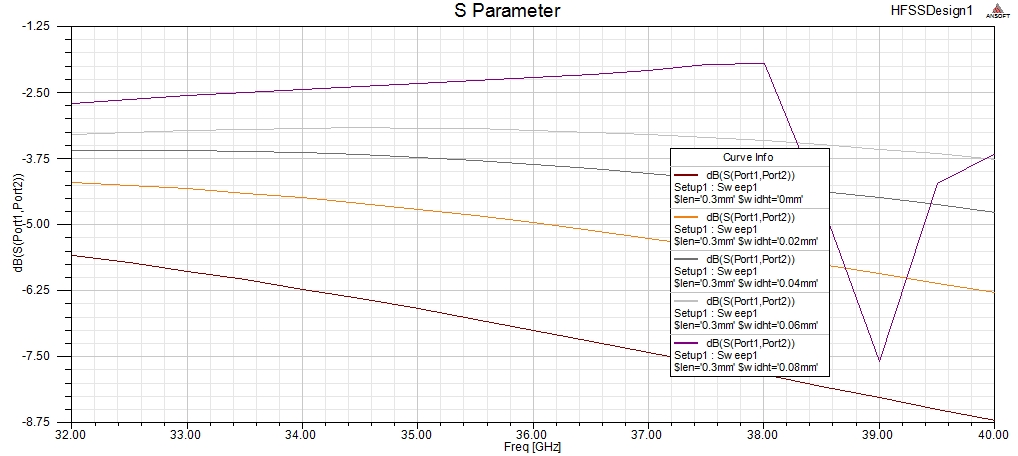 S Parameter
HFSSDesign1
ANSOFT
-1.25
-2.50
-3.75
-5.00
-6.25
-7.50
-8.75
dB(S(Port1,Port2))
Curve Info
dB(S(Port1,Port2))
Setup1 : Sweep1
$len='0.3mm' $widht='0mm'
dB(S(Port1,Port2))
Setup1 : Sweep1
$len='0.3mm' $widht='0.02mm'
dB(S(Port1,Port2))
Setup1 : Sweep1
$len='0.3mm' $widht='0.04mm'
dB(S(Port1,Port2))
Setup1 : Sweep1
$len='0.3mm' $widht='0.06mm'
dB(S(Port1,Port2))
Setup1 : Sweep1
$len='0.3mm' $widht='0.08mm'
32.00 33.00 34.00 35.00 36.00 37.00 38.00 39.00 40.00
Freq [GHz]